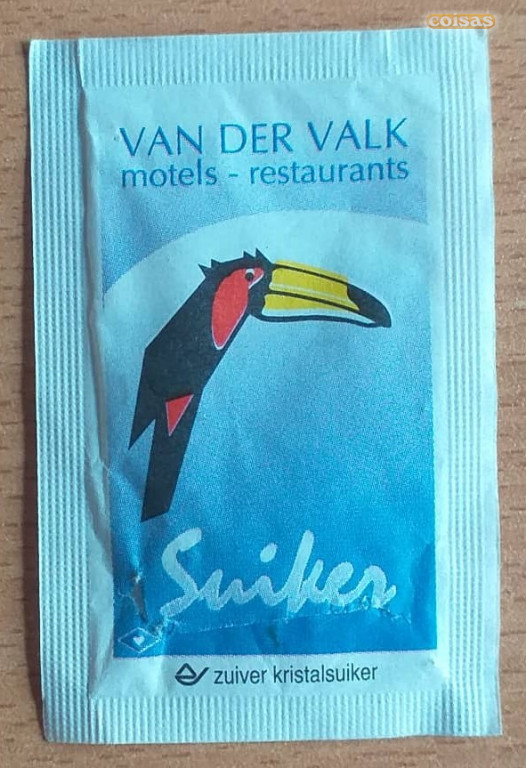 coisas
VAN DER VALK
motels - restaurants
Suiker
zuiver kristalsuiker